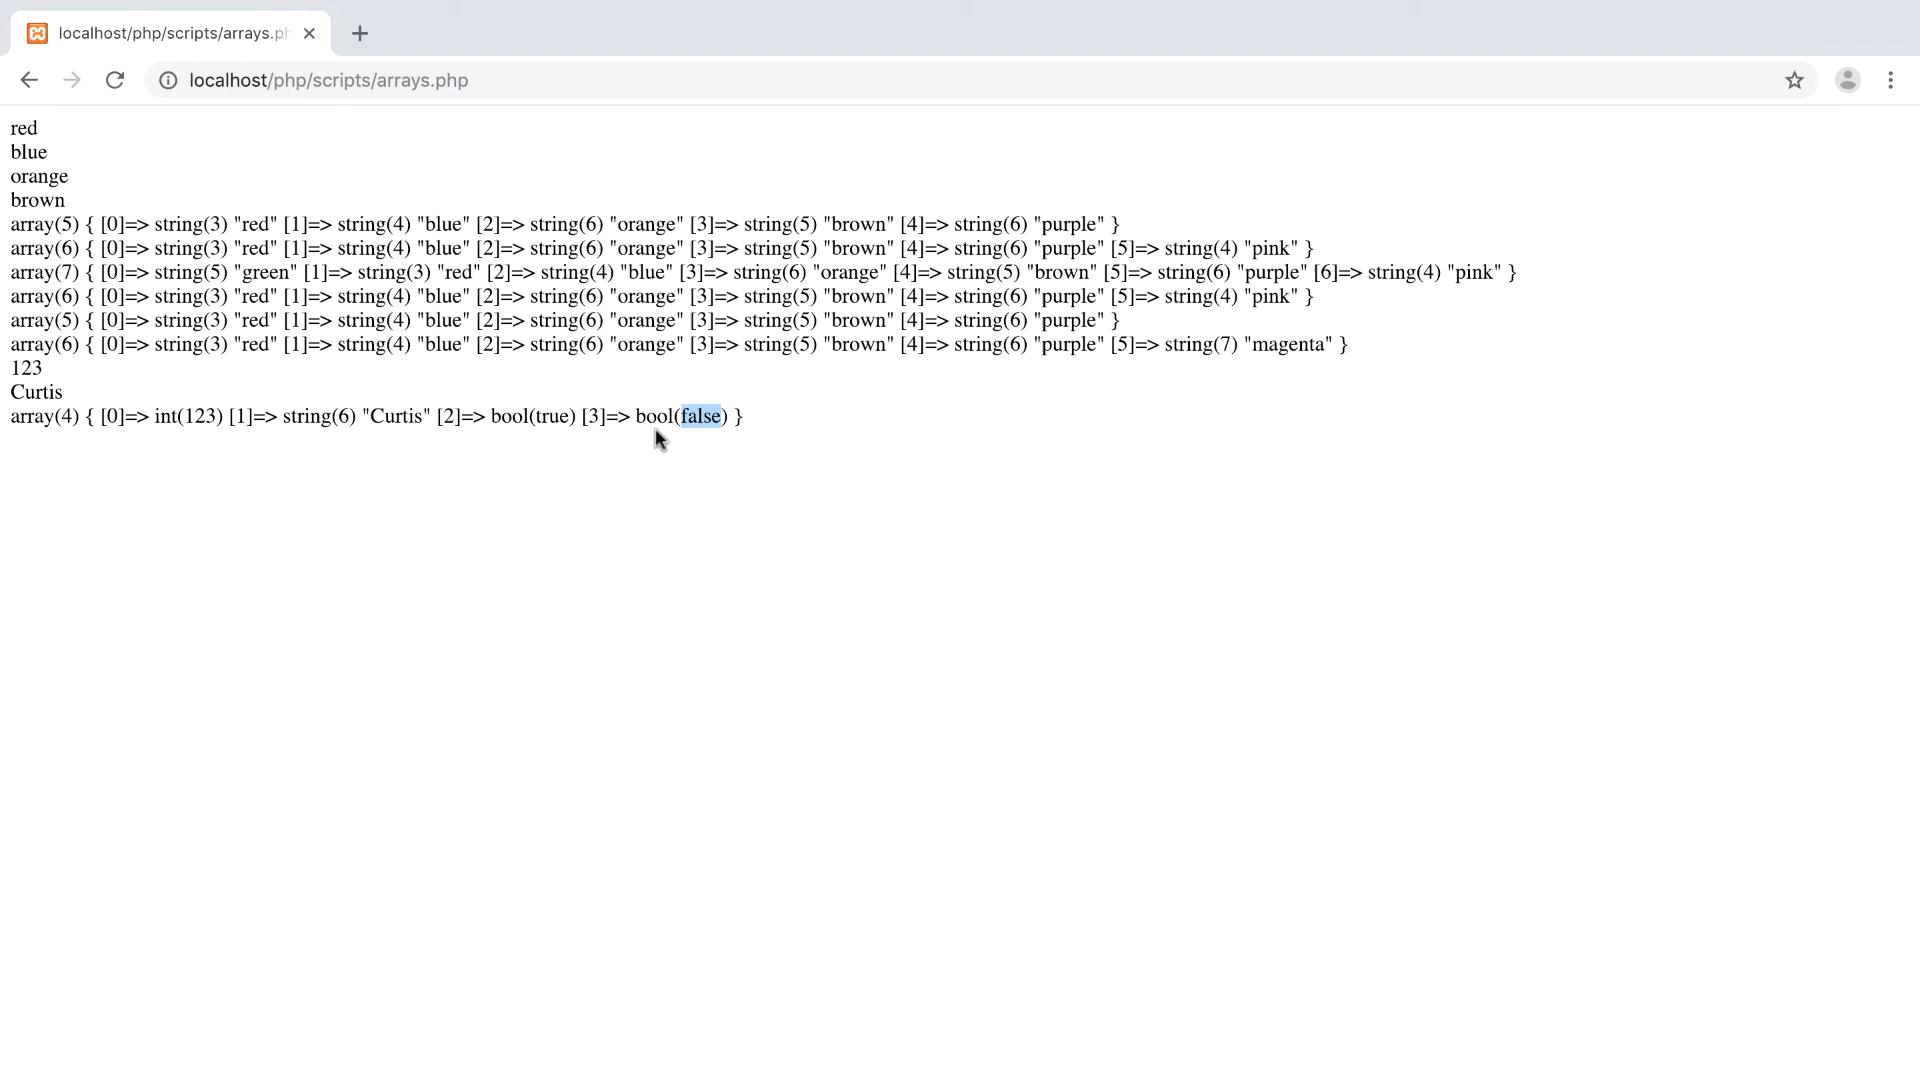 localhost/php/scripts/arrays.ph
localhost/php/scripts/arrays.php
red
blue
orange
brown
array(5) { [0]=> string(3) "red" [1]=> string(4) "blue" [2]=> string(6) "orange" [3]=> string(5) "brown" [4]=> string(6) "purple" }
array(6) { [0]=> string(3) "red" [1]=> string(4) "blue" [2]=> string(6) "orange" [3]=> string(5) "brown" [4]=> string(6) "purple" [5]=> string(4) "pink" }
array(7) { [0]=> string(5) "green" [1]=> string(3) "red" [2]=> string(4) "blue" [3]=> string(6) "orange" [4]=> string(5) "brown" [5]=> string(6) "purple" [6]=> string(4) "pink" }
array(6) { [0]=> string(3) "red" [1]=> string(4) "blue" [2]=> string(6) "orange" [3]=> string(5) "brown" [4]=> string(6) "purple" [5]=> string(4) "pink" }
array(5) { [0]=> string(3) "red" [1]=> string(4) "blue" [2]=> string(6) "orange" [3]=> string(5) "brown" [4]=> string(6) "purple" }
array(6) { [0]=> string(3) "red" [1]=> string(4) "blue" [2]=> string(6) "orange" [3]=> string(5) "brown" [4]=> string(6) "purple" [5]=> string(7) "magenta" }
123
Curtis
array(4) { [0]=> int(123) [1]=> string(6) "Curtis" [2]=> bool(true) [3]=> bool(false) }